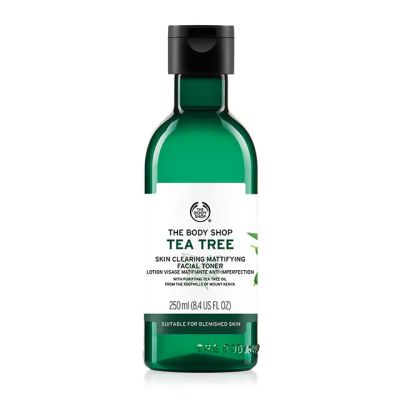 THE
BODY
SHOP
THE BODY SHOP
TEA TREE
SKIN CLEARING MATTIFYING
FACIAL TONER
LOTION VISAGE MATIFIANTE ANTI-IMPERFECTION
WITH PURIFYING TEA TREE OIL
FROM THE FOOTHILLS OF MOUNT KENYA
250 ml (8.4 US FL OZ)
SUITABLE FOR BLEMISHED SKIN
THE BODY SHOP